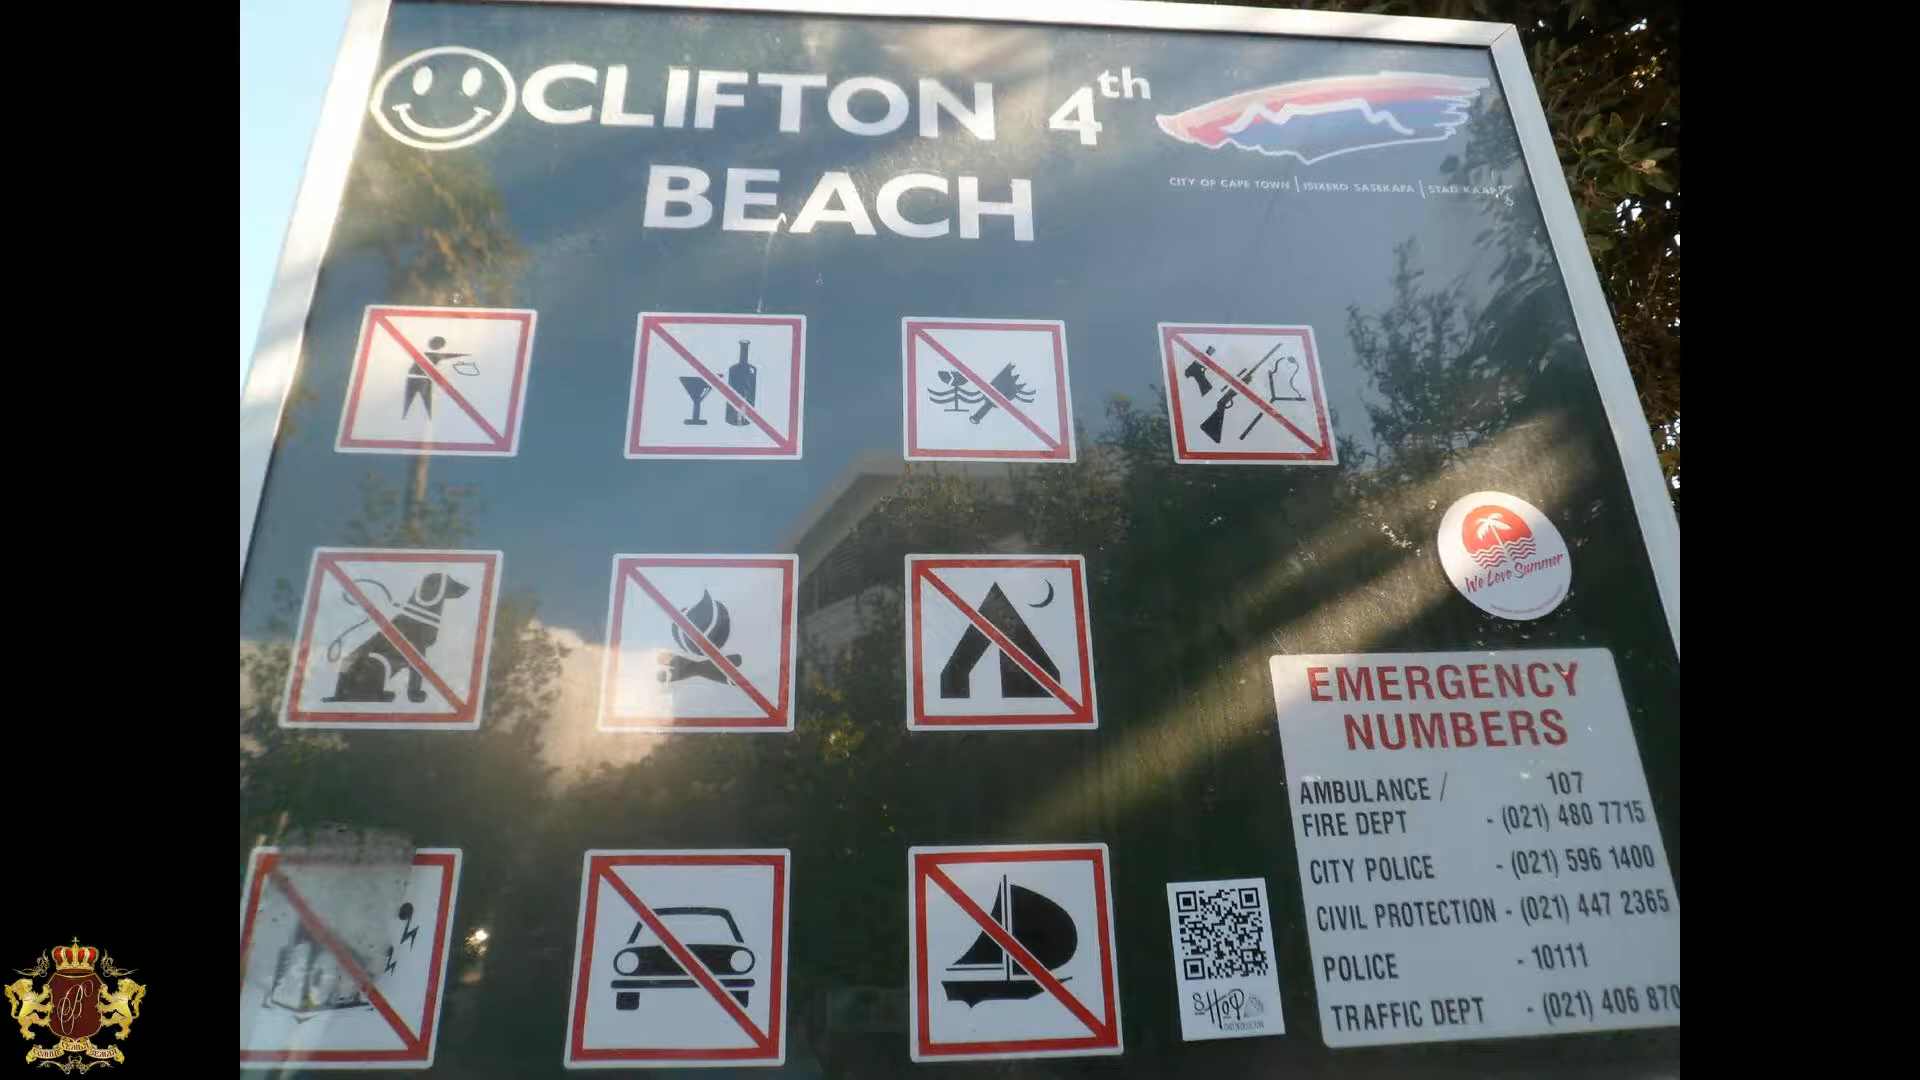 CLIFTON 4th
BEACH
CITY OF CAPE TOWN | ISIXEKO SASEKAPA | STAD KAAPSTAD
We Love Summer
EMERGENCY
NUMBERS
AMBULANCE / 107
FIRE DEPT - (021) 480 7715
CITY POLICE - (021) 596 1400
CIVIL PROTECTION - (021) 447 2365
POLICE - 10111
TRAFFIC DEPT - (021) 406 870
SHOP